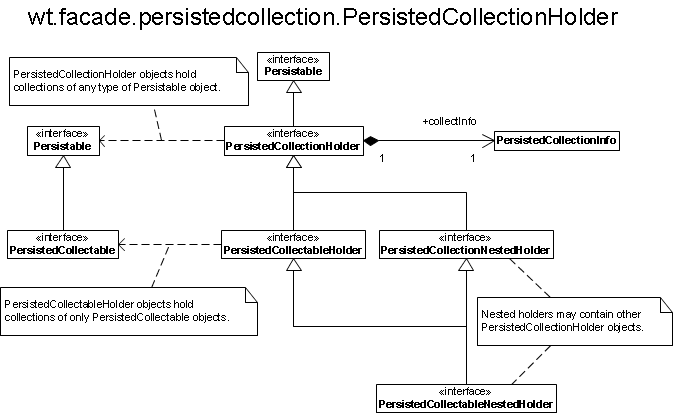 wt.facade.persistedcollection.PersistedCollectionHolder
«interface»
Persistable
PersistedCollectionHolder objects hold
collections of any type of Persistable object.
+collectInfo
«interface»
Persistable
«interface»
PersistedCollectionHolder
1
1
PersistedCollectionInfo
«interface»
PersistedCollectable
«interface»
PersistedCollectableHolder
«interface»
PersistedCollectionNestedHolder
PersistedCollectableHolder objects hold
collections of only PersistedCollectable objects.
Nested holders may contain other
PersistedCollectionHolder objects.
«interface»
PersistedCollectableNestedHolder